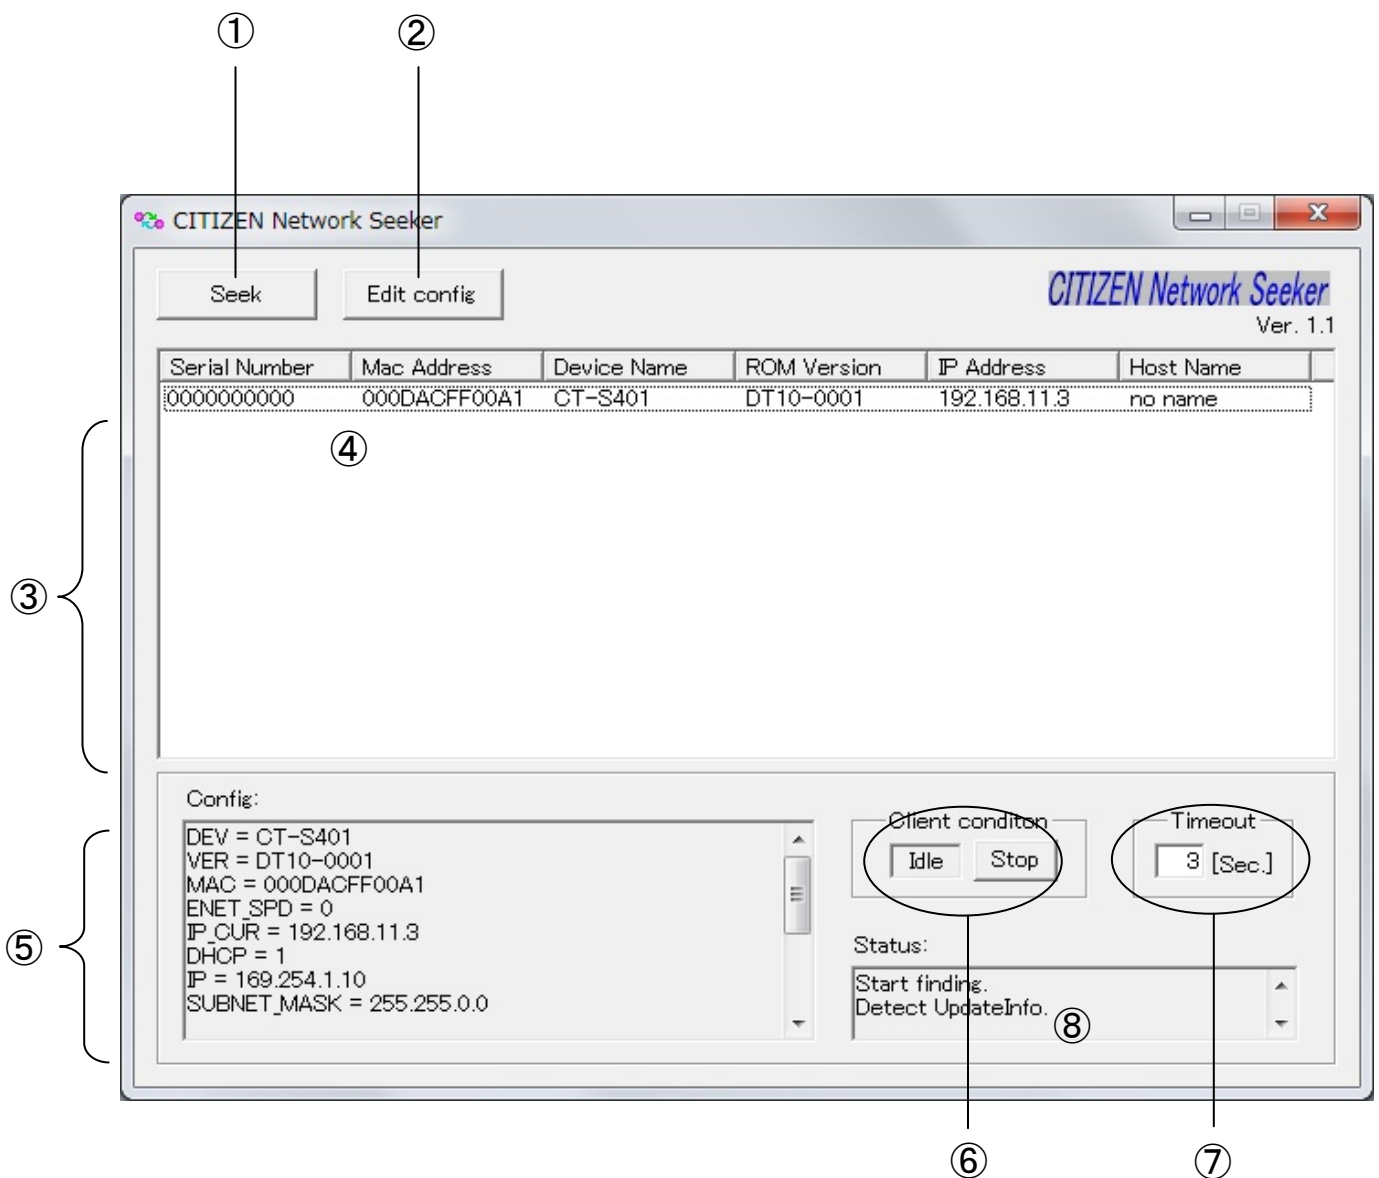 ① ②
CITIZEN Network Seeker
Seek Edit config CITIZEN Network Seeker
Ver. 1.1
Serial Number Mac Address Device Name ROM Version IP Address Host Name
0000000000 000DACFF00A1 CT-S401 DT10-0001 192.168.11.3 no name
④
③
Config:
DEV = CT-S401
VER = DT10-0001
MAC = 000DACFF00A1
ENET_SPD = 0
IP_CUR = 192.168.11.3
DHCP = 1
IP = 169.254.1.10
SUBNET_MASK = 255.255.0.0
⑤
Client conditon
Idle Stop
Timeout
3 [Sec.]
Status:
Start finding.
Detect UpdateInfo.
⑧
⑥ ⑦